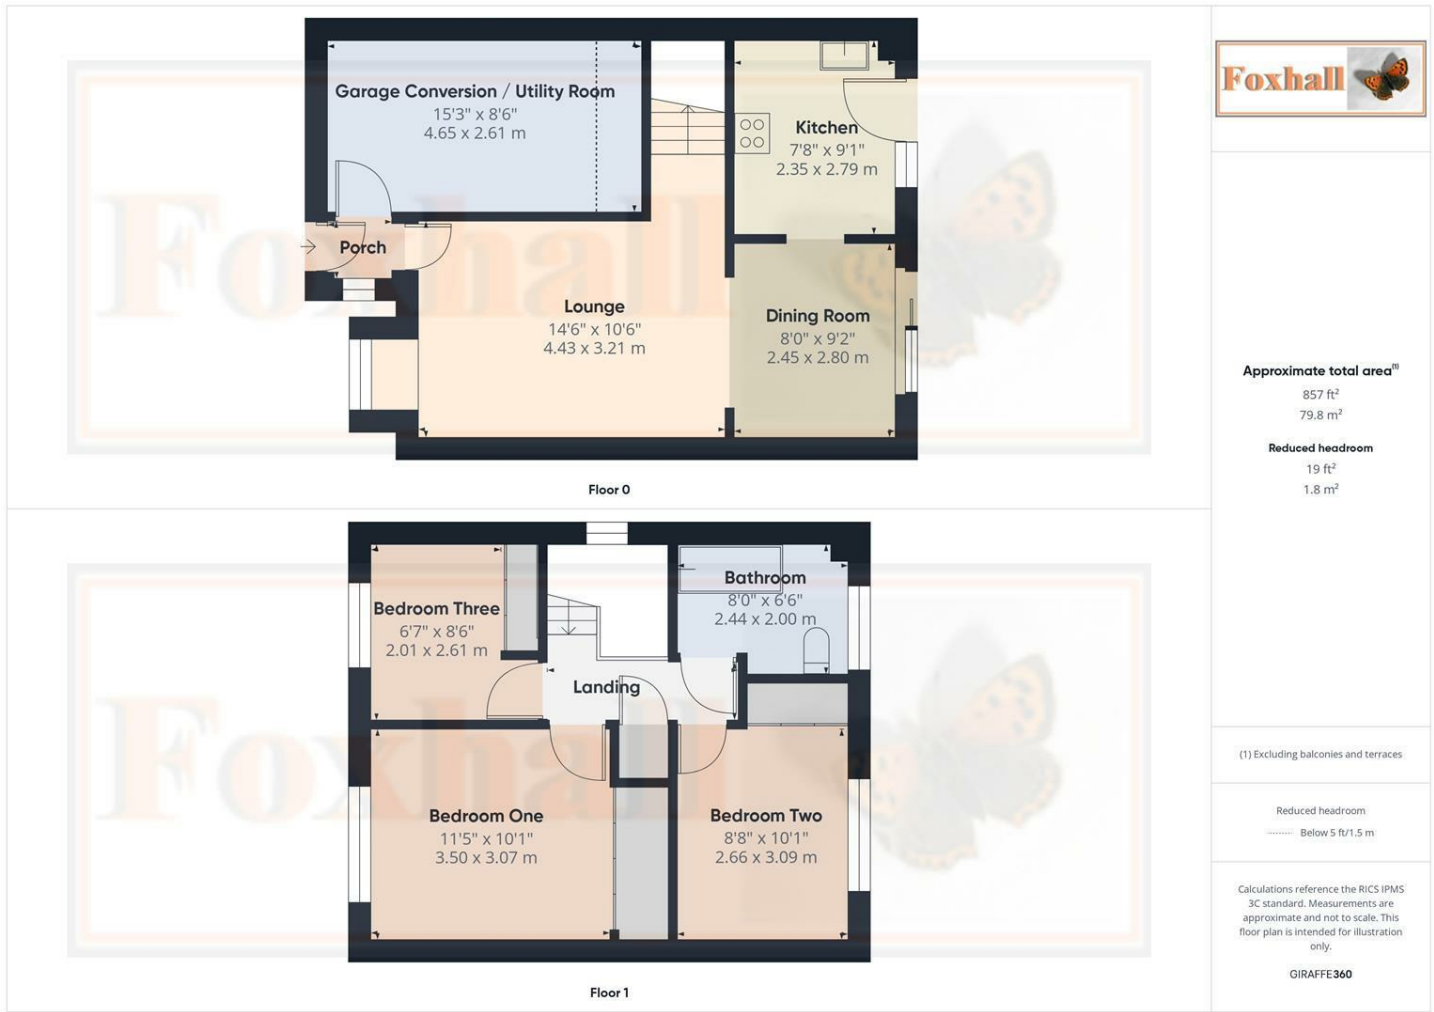 Garage Conversion / Utility Room
15'3" x 8'6"
4.65 x 2.61 m
Kitchen
7'8" x 9'1"
2.35 x 2.79 m
Porch
Lounge
14'6" x 10'6"
4.43 x 3.21 m
Dining Room
8'0" x 9'2"
2.45 x 2.80 m
Foxhall
Floor 0
Bedroom Three
6'7" x 8'6"
2.01 x 2.61 m
Bathroom
8'0" x 6'6"
2.44 x 2.00 m
Landing
Bedroom One
11'5" x 10'1"
3.50 x 3.07 m
Bedroom Two
8'8" x 10'1"
2.66 x 3.09 m
Foxhall
Floor 1
Foxhall
Approximate total area(1)
857 ft²
79.8 m²
Reduced headroom
19 ft²
1.8 m²
(1) Excluding balconies and terraces
Reduced headroom
Below 5 ft/1.5 m
Calculations reference the RICS IPMS
3C standard. Measurements are
approximate and not to scale. This
floor plan is intended for illustration
only.
GIRAFFE360